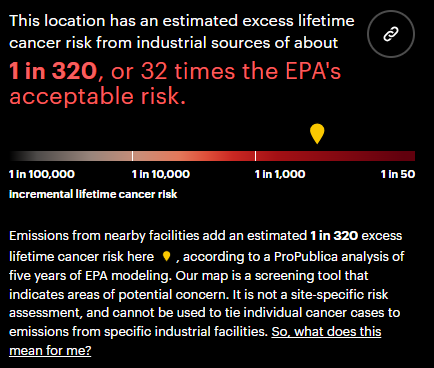 This location has an estimated excess lifetime
cancer risk from industrial sources of about
1 in 320, or 32 times the EPA's
acceptable risk.
1 in 100,000 1 in 10,000 1 in 1,000 1 in 50
Incremental lifetime cancer risk
Emissions from nearby facilities add an estimated 1 in 320 excess
lifetime cancer risk here , according to a ProPublica analysis of
five years of EPA modeling. Our map is a screening tool that
indicates areas of potential concern. It is not a site-specific risk
assessment, and cannot be used to tie individual cancer cases to
emissions from specific industrial facilities. So, what does this
mean for me?